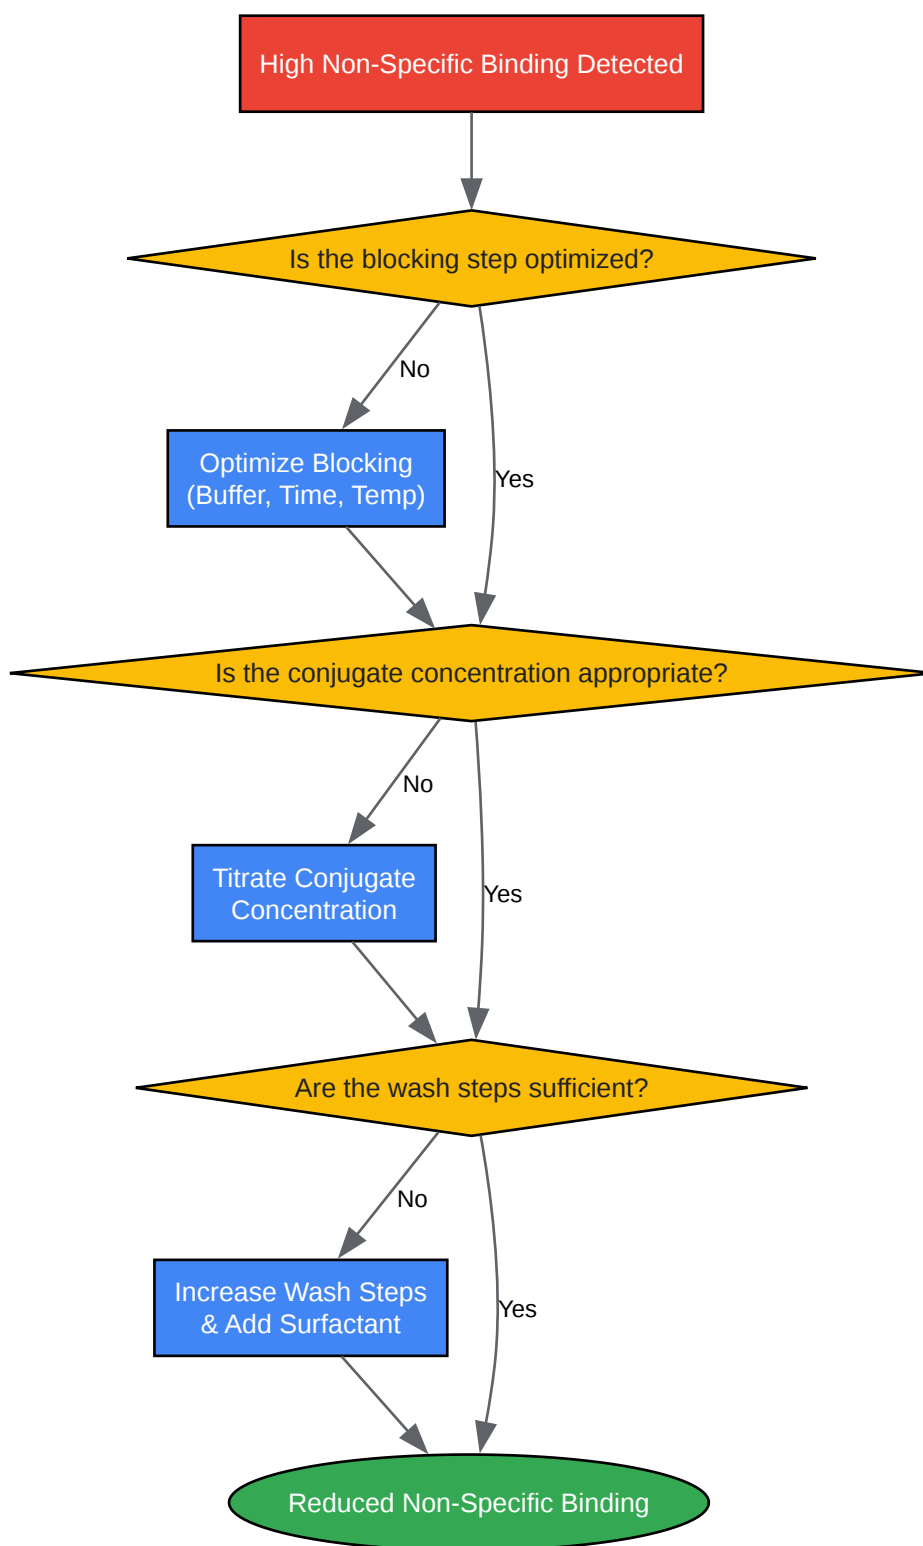 High Non-Specific Binding Detected
Is the blocking step optimized?
No
Optimize Blocking
(Buffer, Time, Temp)
Yes
Is the conjugate concentration appropriate?
No
Titrate Conjugate
Concentration
Yes
Are the wash steps sufficient?
No
Increase Wash Steps
& Add Surfactant
Yes
Reduced Non-Specific Binding